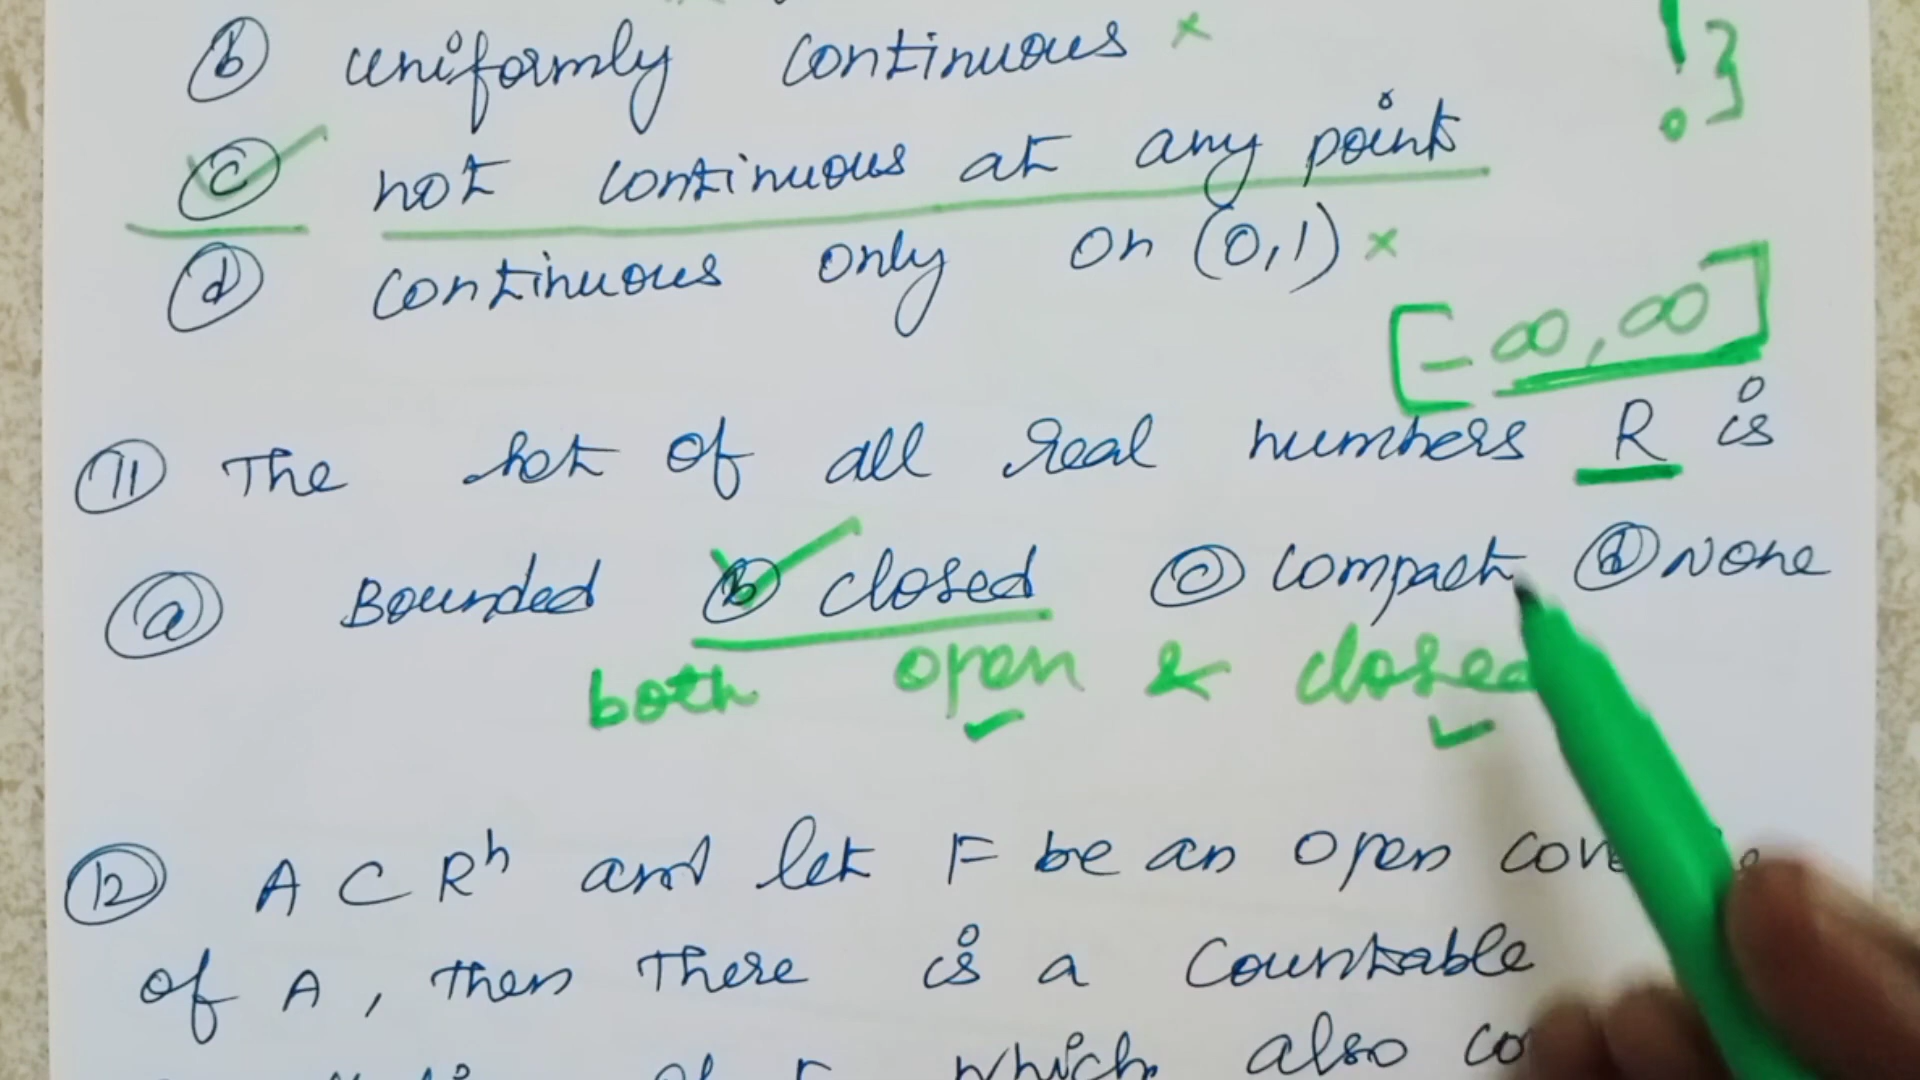 ⓑ uniformly continuous ×
! }
ⓒ not continuous at any point
ⓓ continuous only on (0,1) ×
[-∞,∞]
⑪ The set of all real numbers R is
ⓐ Bounded ⓑ closed ⓒ compact ⓓ None
both open & closed
⑫ A ⊂ Rⁿ and let F be an open
of A, then there is a countable
of F which also